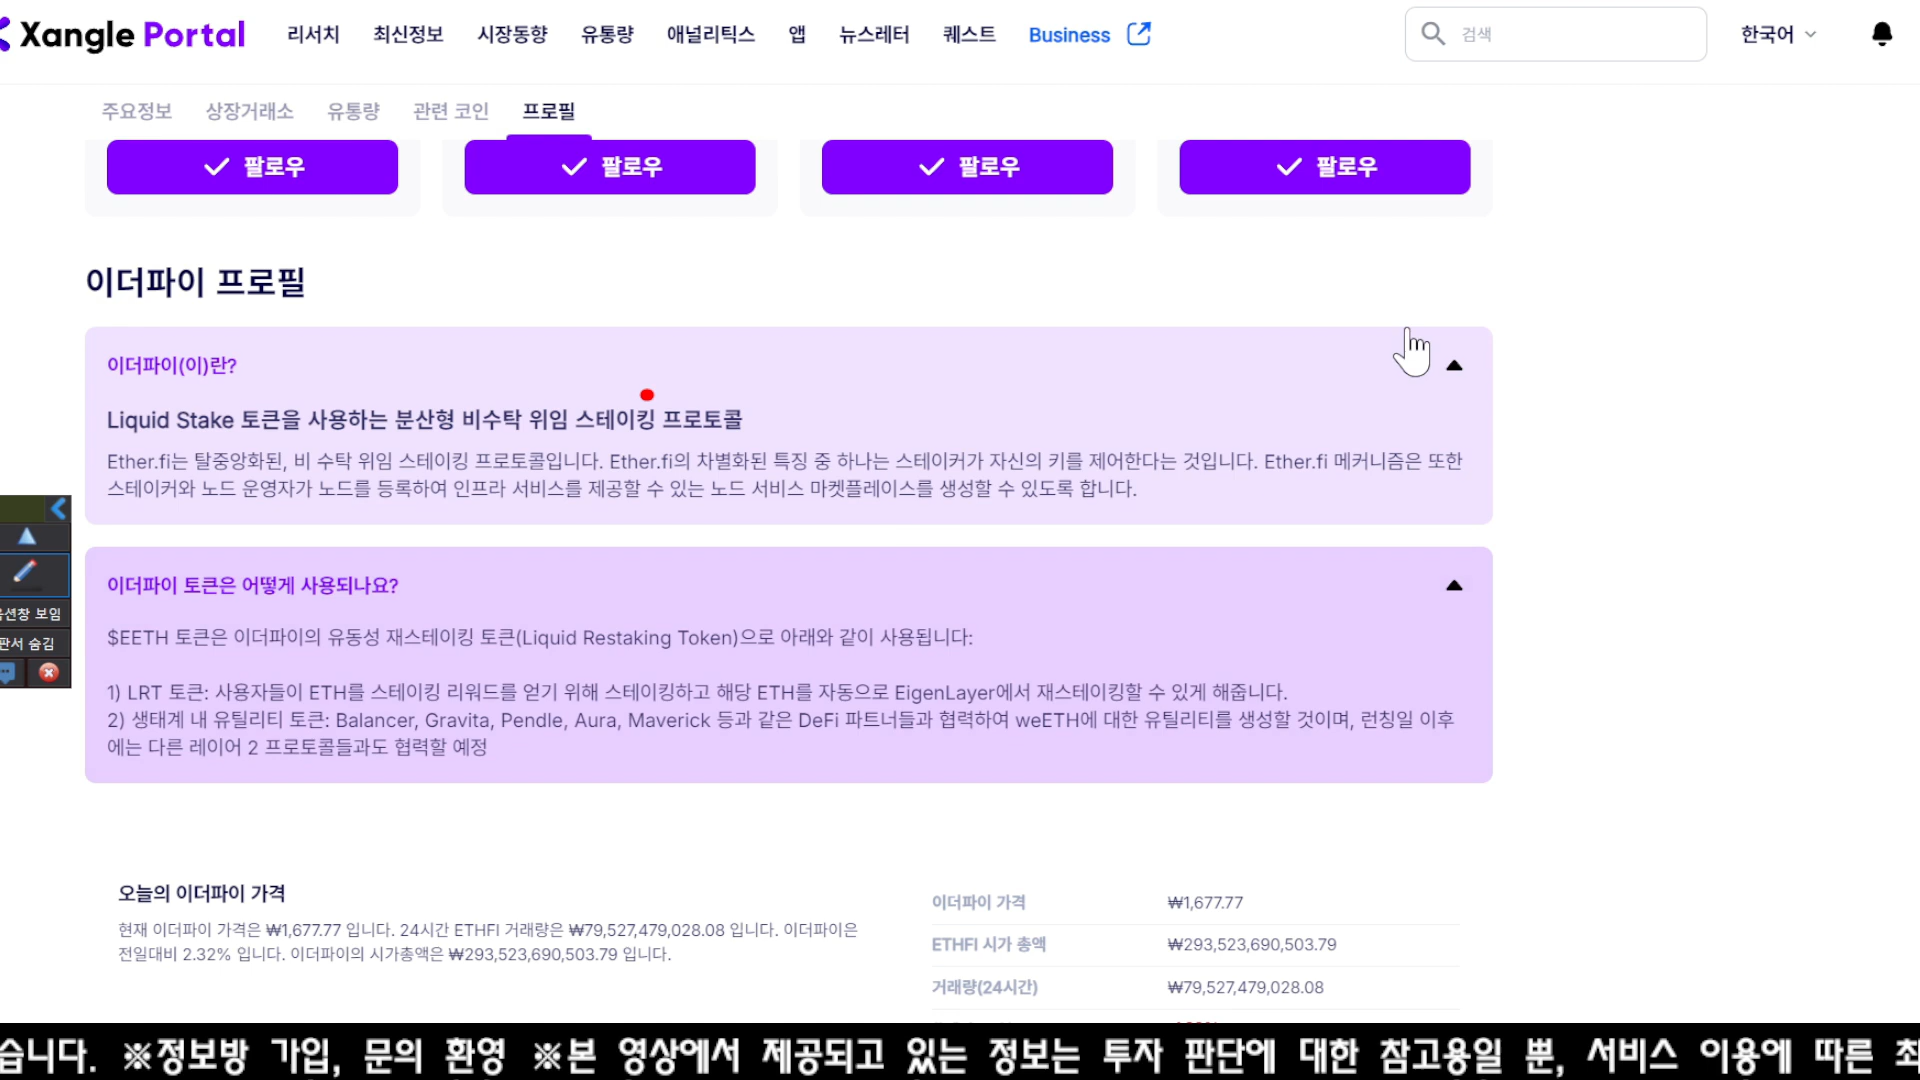 Xangle Portal 리서치 최신정보 시장동향 유통량 애널리틱스 앱 뉴스레터 퀘스트 Business 검색 한국어
주요정보 상장거래소 유통량 관련 코인 프로필
팔로우 팔로우 팔로우 팔로우
이더파이 프로필
이더파이(이)란?
Liquid Stake 토큰을 사용하는 분산형 비수탁 위임 스테이킹 프로토콜
Ether.fi는 탈중앙화된, 비 수탁 위임 스테이킹 프로토콜입니다. Ether.fi의 차별화된 특징 중 하나는 스테이커가 자신의 키를 제어한다는 것입니다. Ether.fi 메커니즘은 또한
스테이커와 노드 운영자가 노드를 등록하여 인프라 서비스를 제공할 수 있는 노드 서비스 마켓플레이스를 생성할 수 있도록 합니다.
이더파이 토큰은 어떻게 사용되나요?
$EETH 토큰은 이더파이의 유동성 재스테이킹 토큰(Liquid Restaking Token)으로 아래와 같이 사용됩니다:
1) LRT 토큰: 사용자들이 ETH를 스테이킹 리워드를 얻기 위해 스테이킹하고 해당 ETH를 자동으로 EigenLayer에서 재스테이킹할 수 있게 해줍니다.
2) 생태계 내 유틸리티 토큰: Balancer, Gravita, Pendle, Aura, Maverick 등과 같은 DeFi 파트너들과 협력하여 weETH에 대한 유틸리티를 생성할 것이며, 런칭일 이후
에는 다른 레이어 2 프로토콜들과도 협력할 예정
션창 보임
판서 숨김
오늘의 이더파이 가격
현재 이더파이 가격은 ₩1,677.77 입니다. 24시간 ETHFI 거래량은 ₩79,527,479,028.08 입니다. 이더파이은
전일대비 2.32% 입니다. 이더파이의 시가총액은 ₩293,523,690,503.79 입니다.
이더파이 가격 ₩1,677.77
ETHFI 시가 총액 ₩293,523,690,503.79
거래량(24시간) ₩79,527,479,028.08
습니다. ※정보방 가입, 문의 환영 ※본 영상에서 제공되고 있는 정보는 투자 판단에 대한 참고용일 뿐, 서비스 이용에 따른 최